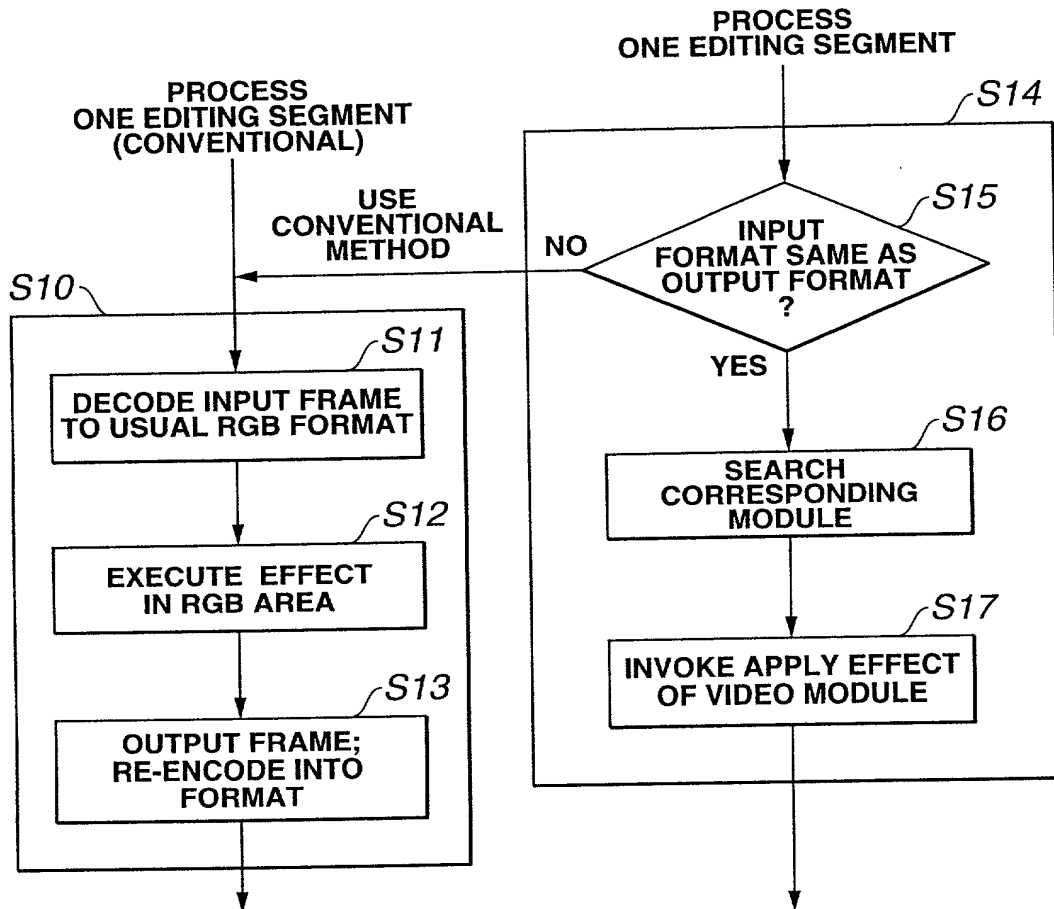 PROCESS
ONE EDITING SEGMENT
(CONVENTIONAL)
USE
CONVENTIONAL
METHOD
S10
S11
DECODE INPUT FRAME
TO USUAL RGB FORMAT
S12
EXECUTE EFFECT
IN RGB AREA
S13
OUTPUT FRAME;
RE-ENCODE INTO
FORMAT
PROCESS
ONE EDITING SEGMENT
S14
S15
INPUT
FORMAT SAME AS
OUTPUT FORMAT
?
NO
YES
S16
SEARCH
CORRESPONDING
MODULE
S17
INVOKE APPLY EFFECT
OF VIDEO MODULE